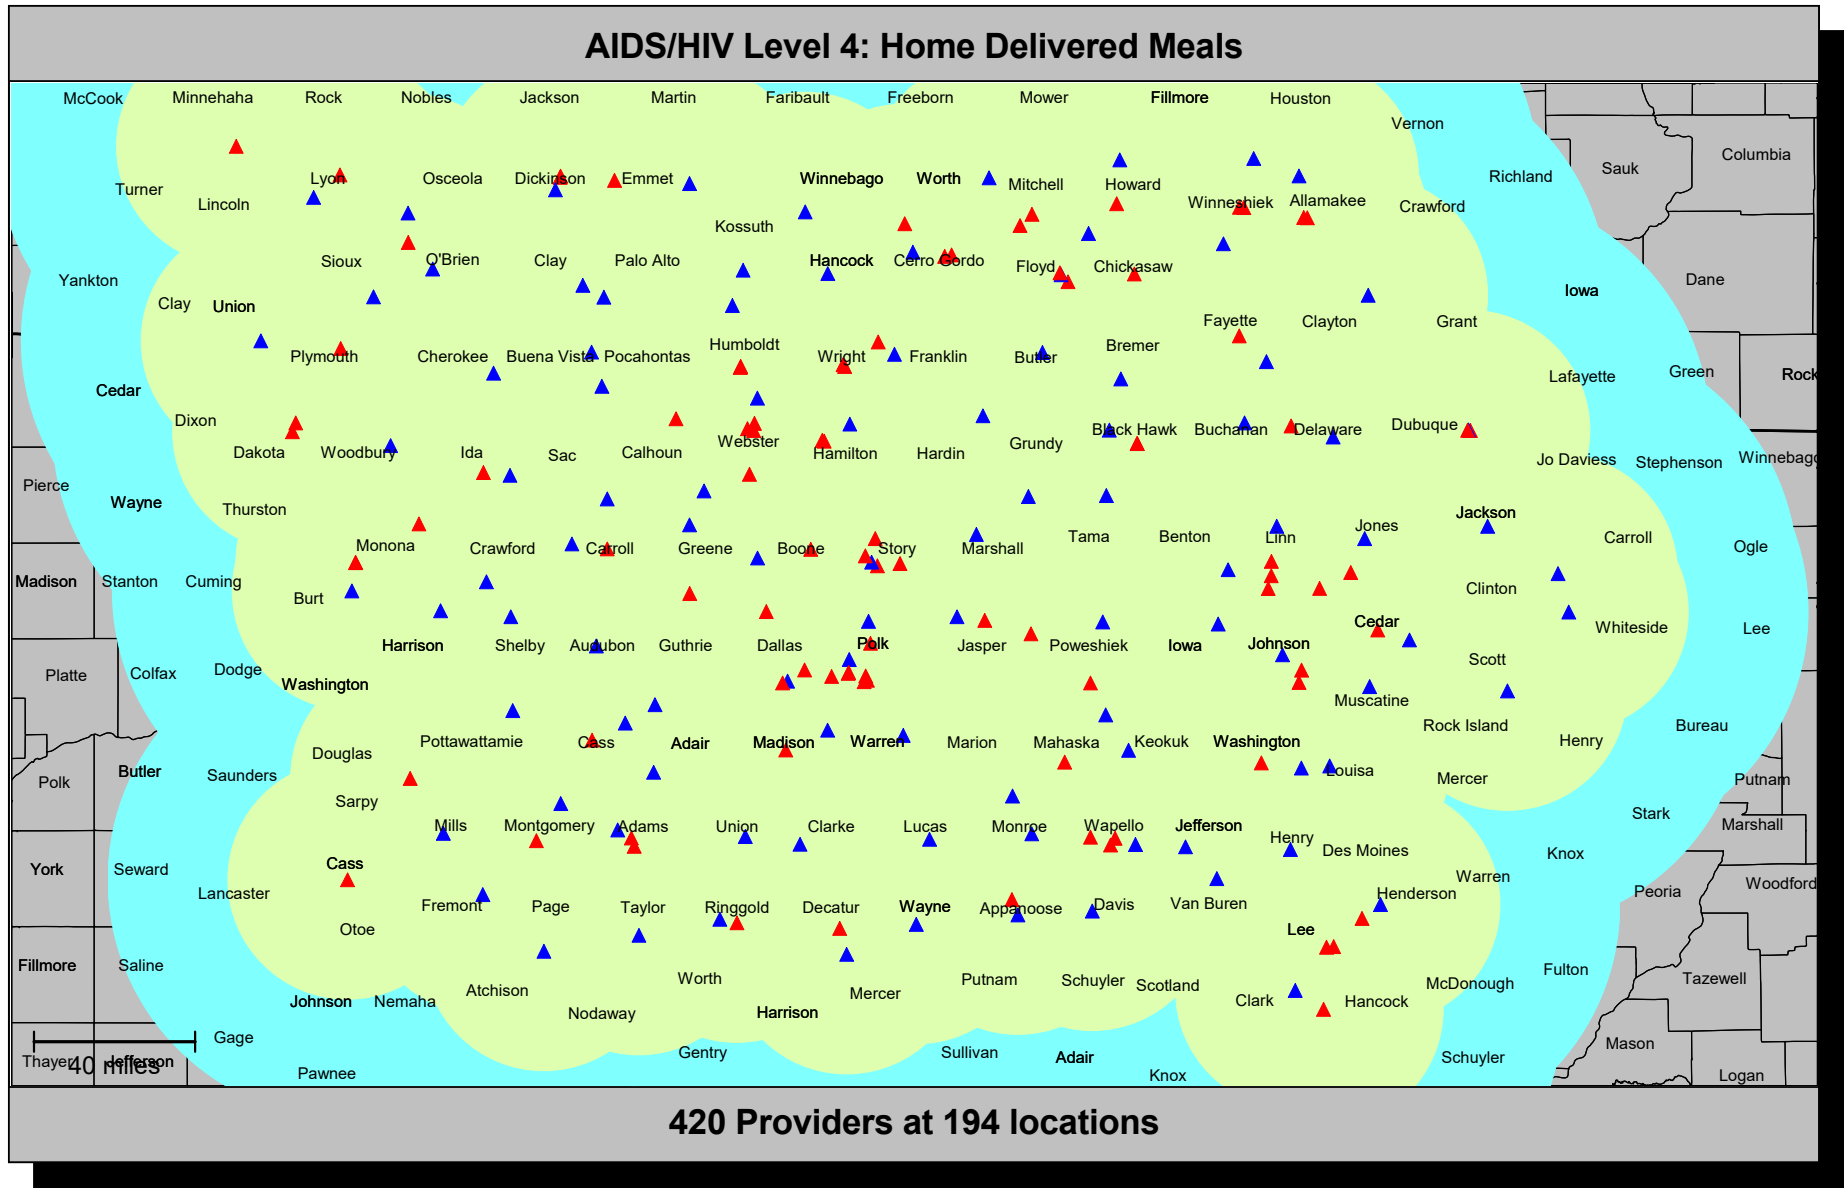 AIDS/HIV Level 4: Home Delivered Meals
McCook Minnehaha Rock Nobles Jackson Martin Faribault Freeborn Mower Fillmore Houston
Vernon
Columbia
Sauk
Turner Lyon Osceola Dickinson Emmet Winnebago Worth Mitchell Howard Richland
Lincoln Winneshiek Allamakee Crawford
Kossuth
Sioux O'Brien Clay Palo Alto Hancock Cerro Gordo Floyd Chickasaw
Yankton Dane
Clay Union Iowa
Fayette Clayton Grant
Plymouth Cherokee Buena Vista Pocahontas Humboldt Wright Franklin Butler Bremer
Cedar Lafayette Green Rock
Dixon Dubuque
Webster Black Hawk Buchanan Delaware
Dakota Woodbury Ida Sac Calhoun Hamilton Hardin Grundy
Jo Daviess Stephenson Winnebago
Pierce
Wayne Thurston Jackson
Jones
Monona Crawford Carroll Greene Boone Story Marshall Tama Benton Linn Carroll Ogle
Madison Stanton Cuming Burt Clinton
Cedar Whiteside Lee
Harrison Shelby Audubon Guthrie Dallas Polk Jasper Poweshiek Iowa Johnson
Platte Colfax Dodge Scott
Washington Muscatine
Rock Island Bureau
Douglas Pottawattamie Cass Adair Madison Warren Marion Mahaska Keokuk Washington Henry
Polk Butler Saunders Louisa Mercer Putnam
Sarpy Stark
Mills Montgomery Adams Union Clarke Lucas Monroe Wapello Jefferson Henry Marshall
Des Moines Knox
York Seward Cass Warren
Lancaster Henderson Peoria Woodford
Fremont Page Taylor Ringgold Decatur Wayne Appanoose Davis Van Buren
Otoe Lee
Fillmore Saline Worth Putnam Schuyler Scotland McDonough Fulton Tazewell
Johnson Nemaha Atchison Nodaway Harrison Mercer Clark Hancock
Gage Mason
Gentry Sullivan Adair Schuyler
Thayer Jefferson
40 miles
Pawnee Knox Logan
420 Providers at 194 locations